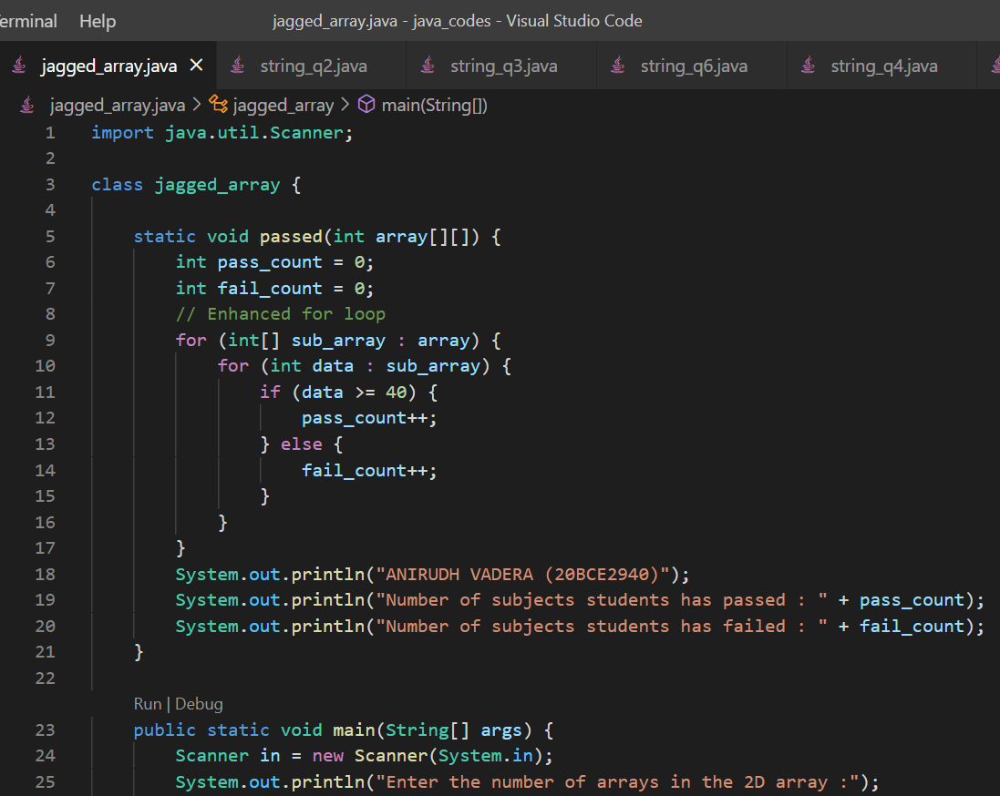 Help jagged_array.java - java_codes - Visual Studio Code
jagged_array.java × string_q2.java string_q3.java string_q6.java string_q4.java
jagged_array.java > jagged_array > main(String[])
1 import java.util.Scanner;
2
3 class jagged_array {
4
5     static void passed(int array[][]) {
6         int pass_count = 0;
7         int fail_count = 0;
8         // Enhanced for loop
9         for (int[] sub_array : array) {
10             for (int data : sub_array) {
11                 if (data >= 40) {
12                     pass_count++;
13                 } else {
14                     fail_count++;
15                 }
16             }
17         }
18         System.out.println("ANIRUDH VADERA (20BCE2940)");
19         System.out.println("Number of subjects students has passed : " + pass_count);
20         System.out.println("Number of subjects students has failed : " + fail_count);
21     }
22
Run | Debug
23     public static void main(String[] args) {
24         Scanner in = new Scanner(System.in);
25         System.out.println("Enter the number of arrays in the 2D array :");